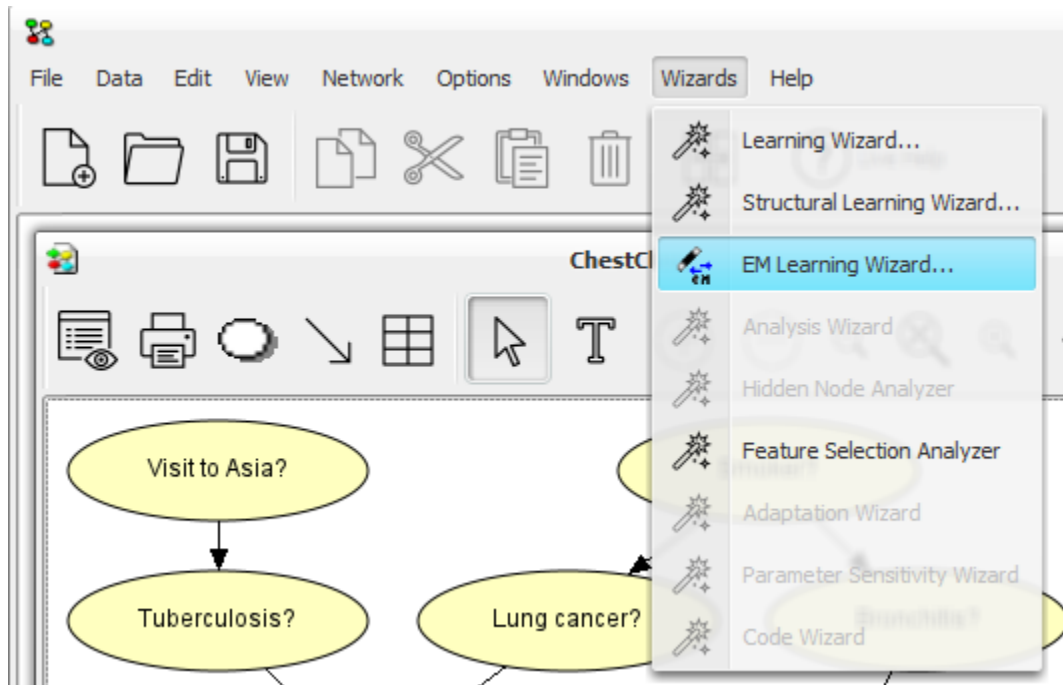 File Data Edit View Network Options Windows Wizards Help
Learning Wizard...
Structural Learning Wizard...
ChestCl
EM Learning Wizard...
EM
T
Analysis Wizard
Hidden Node Analyzer
Visit to Asia?
Feature Selection Analyzer
Adaptation Wizard
Parameter Sensitivity Wizard
Tuberculosis?
Lung cancer?
Bronchitis?
Code Wizard